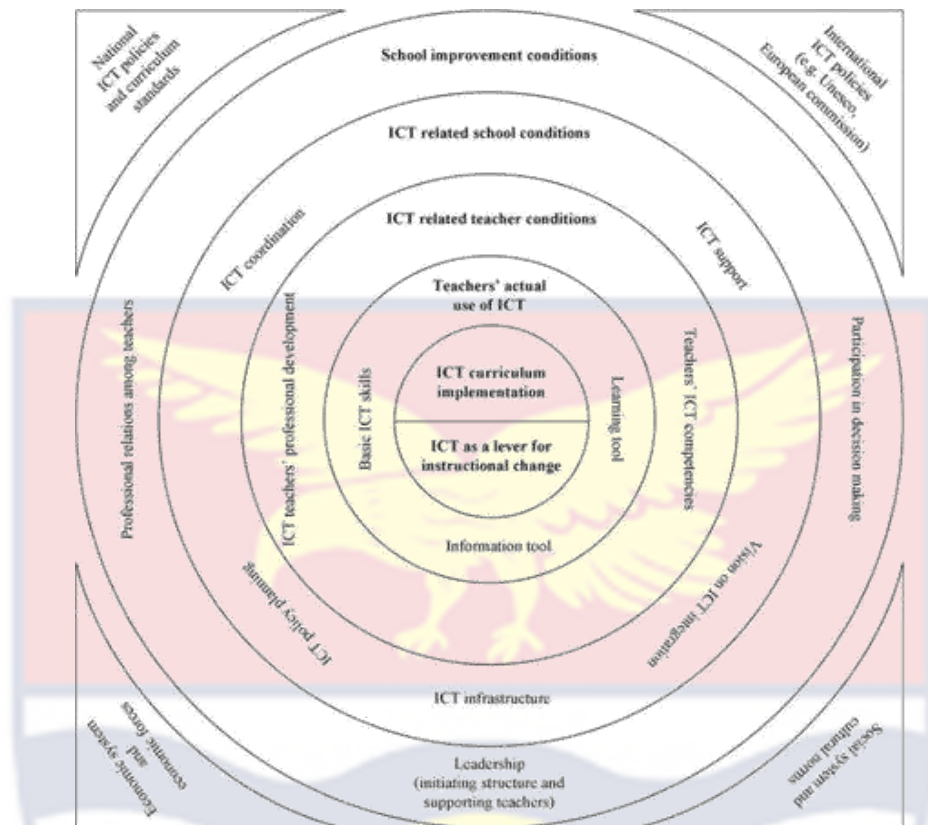 National
ICT policies
and curriculum
standards
International
ICT policies
(e.g. Unesco,
European commission)
School improvement conditions
ICT related school conditions
ICT related teacher conditions
ICT coordination
ICT support
Teachers' actual
use of ICT
Professional relations among teachers
ICT teachers' professional development
Basic ICT skills
ICT curriculum
implementation
ICT as a lever for
instructional change
Learning tool
Teachers' ICT competencies
Participation in decision making
Information tool
ICT policy planning
Vision on ICT integration
ICT infrastructure
Leadership
(initiating structure and
supporting teachers)
Economic system
and
economic forces
Social system and
cultural norms